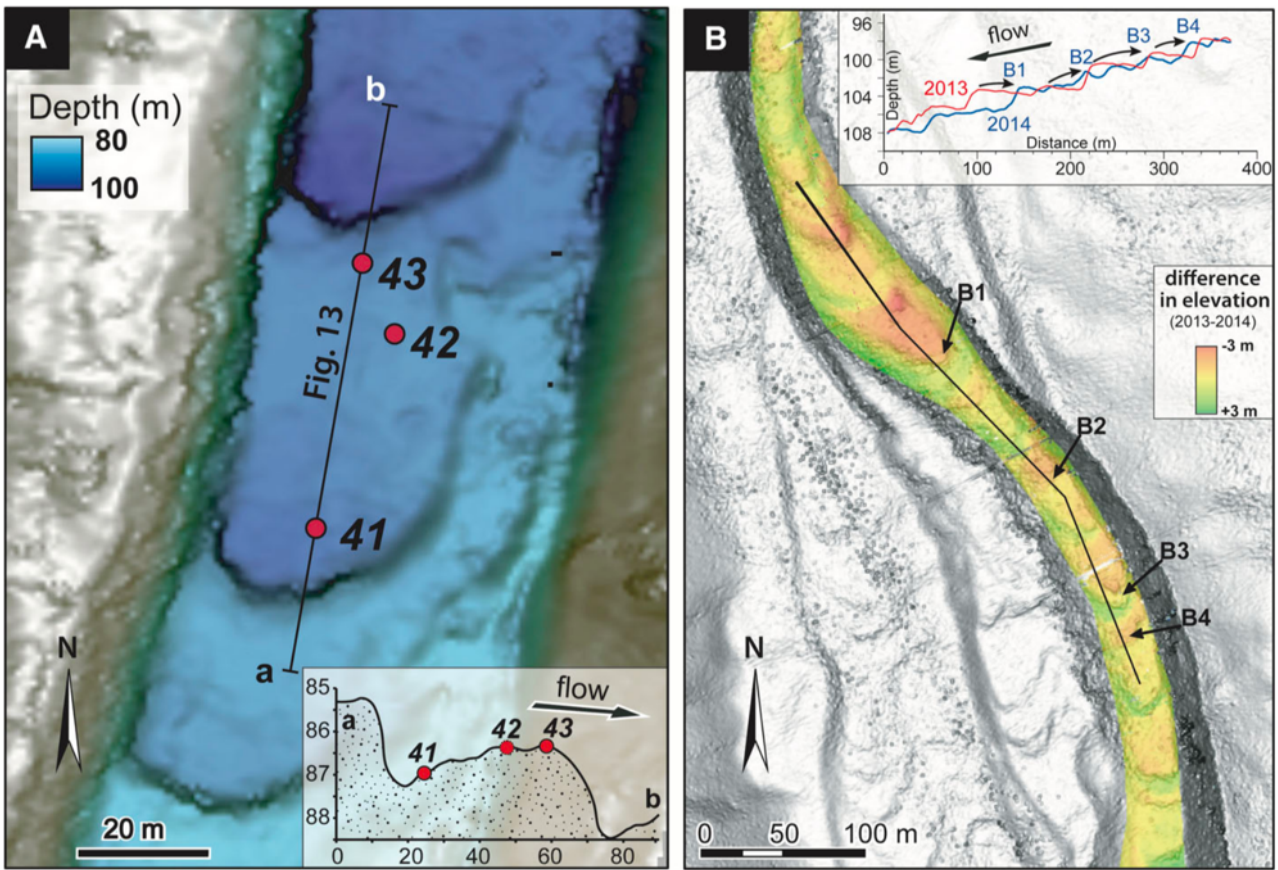 A
Depth (m)
80
100
b
43
42
Fig. 13
41
N
a
20 m
flow
85
86
87
88
a
41
42
43
b
0
20
40
60
80
B
96
100
104
108
Depth (m)
flow
B1
B2
B3
B4
2013
2014
Distance (m)
0
100
200
300
400
B1
difference
in elevation
(2013-2014)
-3 m
+3 m
B2
B3
B4
N
0 50 100 m